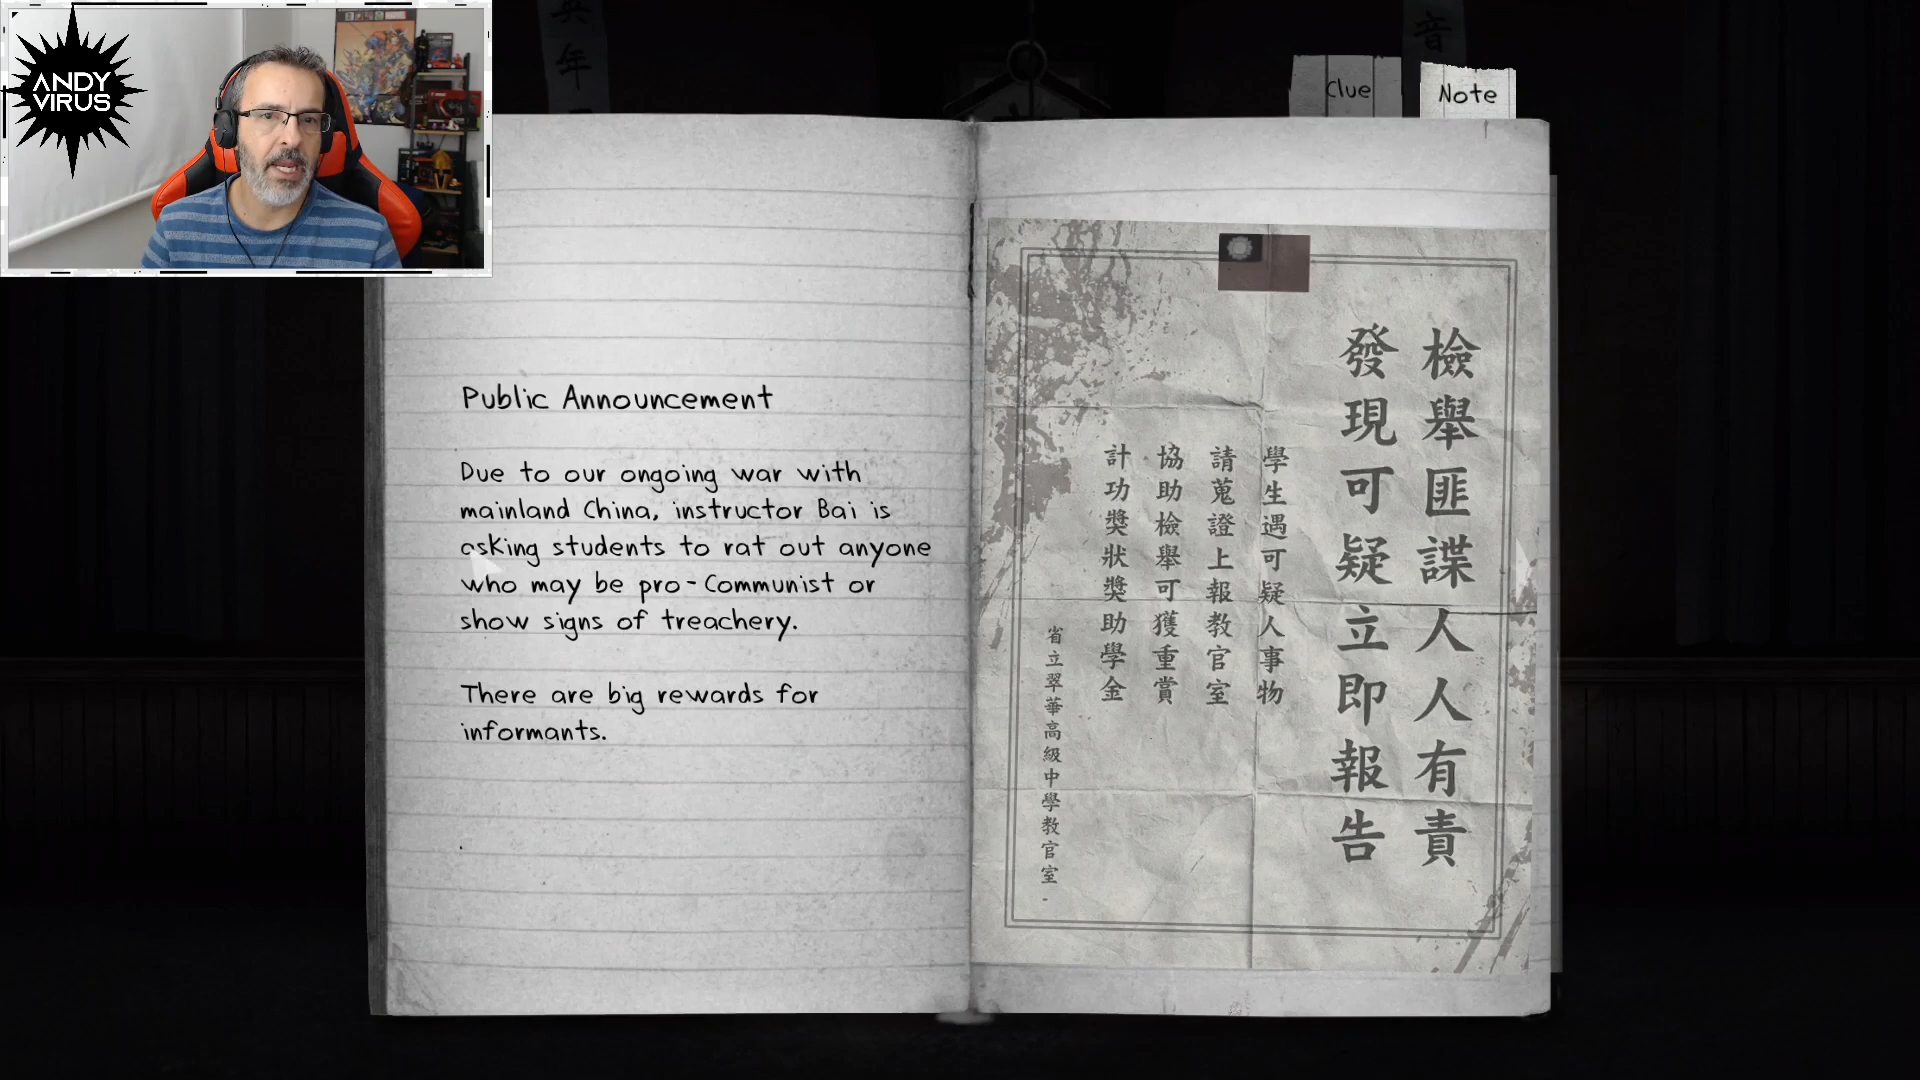 ANDY
VIRUS
英年
音
Clue
Note
Public Announcement
Due to our ongoing war with
mainland China, instructor Bai is
asking students to rat out anyone
who may be pro-Communist or
show signs of treachery.
There are big rewards for
informants.
檢舉匪諜人人有責
發現可疑立即報告
學生遇可疑人事物
請蒐證上報教官室
協助檢舉可獲重賞
計功獎狀獎助學金
省立翠華高級中學教官室